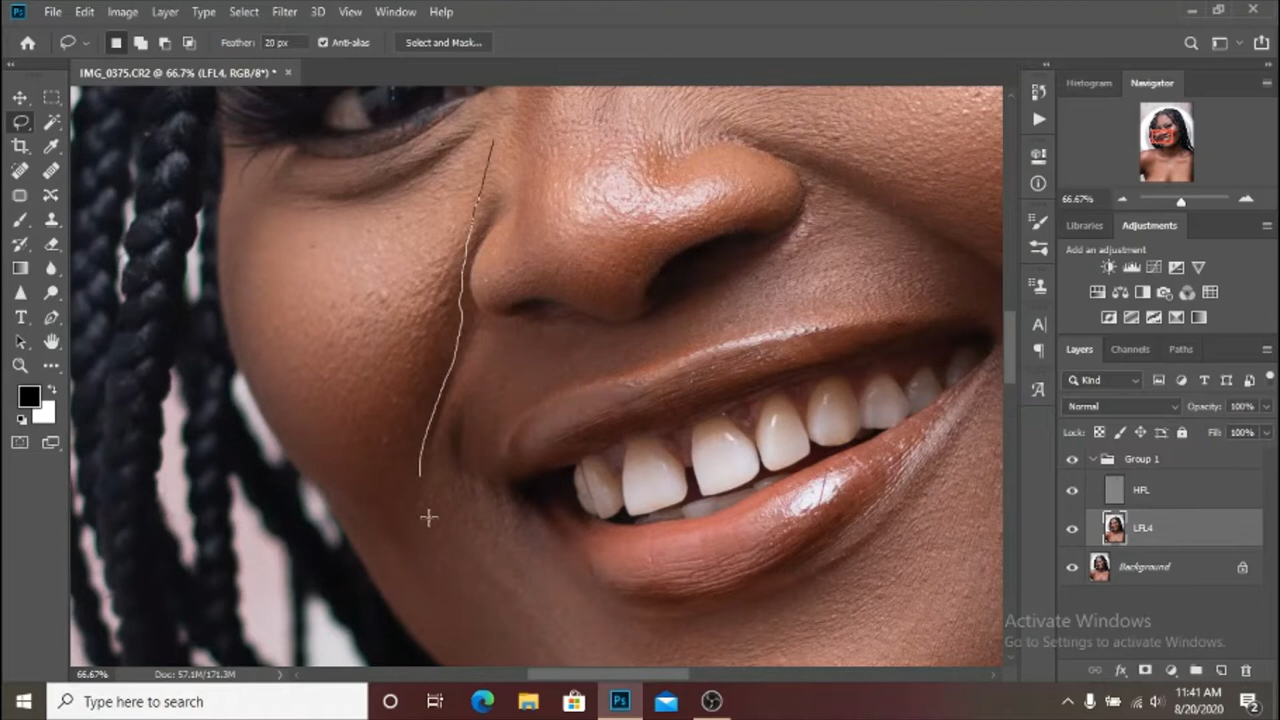 Ps File Edit Image Layer Type Select Filter 3D View Window Help
Feather: 20 px Anti-alias Select and Mask...
IMG_0375.CR2 @ 66.7% (LFL4, RGB/8*) * ×
Histogram Navigator
66.67%
Libraries Adjustments
Add an adjustment
Layers Channels Paths
Kind
Normal Opacity: 100%
Lock: Fill: 100%
Group 1
HFL
LFL4
Background
Activate Windows
Go to Settings to activate Windows.
66.67% Doc: 57.1M/171.3M
Type here to search
Ps
11:41 AM
8/20/2020
2